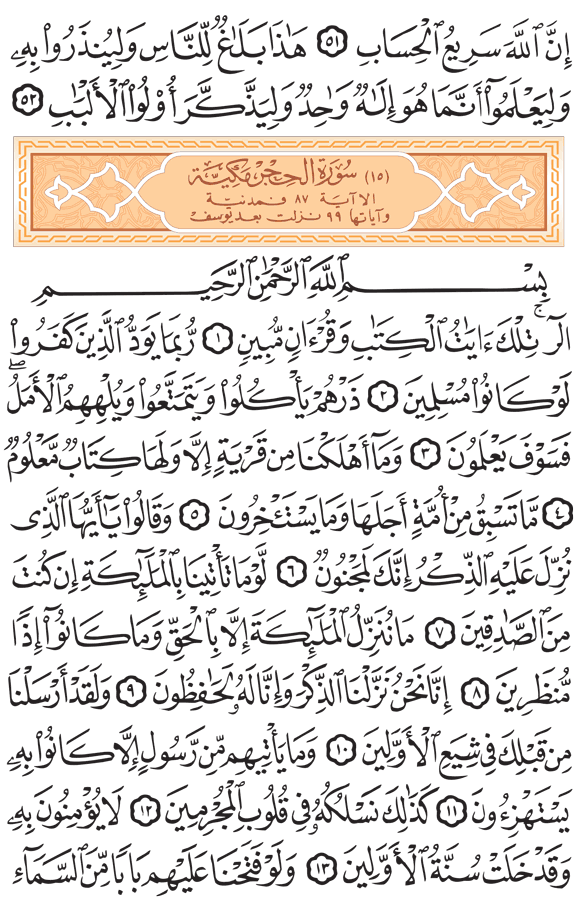 إِنَّ ٱللَّهَ سَرِيعُ ٱلْحِسَابِ ٥١ هَٰذَا بَلَٰغٌ لِّلنَّاسِ وَلِيُنذَرُوا۟ بِهِۦ
وَلِيَعْلَمُوٓا۟ أَنَّمَا هُوَ إِلَٰهٌ وَٰحِدٌ وَلِيَذَّكَّرَ أُو۟لُوا۟ ٱلْأَلْبَٰبِ ٥٢
(١٥) سُورَةُ الحِجْرِ مَكِّيَّة
الا آية ٨٧ فمدنية
وآياتها ٩٩ نزلت بعد يوسف
بِسْمِ ٱللَّهِ ٱلرَّحْمَٰنِ ٱلرَّحِيمِ
الٓرۚ تِلْكَ ءَايَٰتُ ٱلْكِتَٰبِ وَقُرْءَانٍ مُّبِينٍ ١ رُّبَمَا يَوَدُّ ٱلَّذِينَ كَفَرُوا۟
لَوْ كَانُوا۟ مُسْلِمِينَ ٢ ذَرْهُمْ يَأْكُلُوا۟ وَيَتَمَتَّعُوا۟ وَيُلْهِهِمُ ٱلْأَمَلُۖ
فَسَوْفَ يَعْلَمُونَ ٣ وَمَآ أَهْلَكْنَا مِن قَرْيَةٍ إِلَّا وَلَهَا كِتَابٌ مَّعْلُومٌ
٤ مَّا تَسْبِقُ مِنْ أُمَّةٍ أَجَلَهَا وَمَا يَسْتَـْٔخِرُونَ ٥ وَقَالُوا۟ يَٰٓأَيُّهَا ٱلَّذِى
نُزِّلَ عَلَيْهِ ٱلذِّكْرُ إِنَّكَ لَمَجْنُونٌ ٦ لَّوْ مَا تَأْتِينَا بِٱلْمَلَٰٓئِكَةِ إِن كُنتَ
مِنَ ٱلصَّٰدِقِينَ ٧ مَا نُنَزِّلُ ٱلْمَلَٰٓئِكَةَ إِلَّا بِٱلْحَقِّ وَمَا كَانُوٓا۟ إِذًا
مُّنظَرِينَ ٨ إِنَّا نَحْنُ نَزَّلْنَا ٱلذِّكْرَ وَإِنَّا لَهُۥ لَحَٰفِظُونَ ٩ وَلَقَدْ أَرْسَلْنَا
مِن قَبْلِكَ فِى شِيَعِ ٱلْأَوَّلِينَ ١٠ وَمَا يَأْتِيهِم مِّن رَّسُولٍ إِلَّا كَانُوا۟ بِهِۦ
يَسْتَهْزِءُونَ ١١ كَذَٰلِكَ نَسْلُكُهُۥ فِى قُلُوبِ ٱلْمُجْرِمِينَ ١٢ لَا يُؤْمِنُونَ بِهِۦ
وَقَدْ خَلَتْ سُنَّةُ ٱلْأَوَّلِينَ ١٣ وَلَوْ فَتَحْنَا عَلَيْهِم بَابًا مِّنَ ٱلسَّمَآءِ